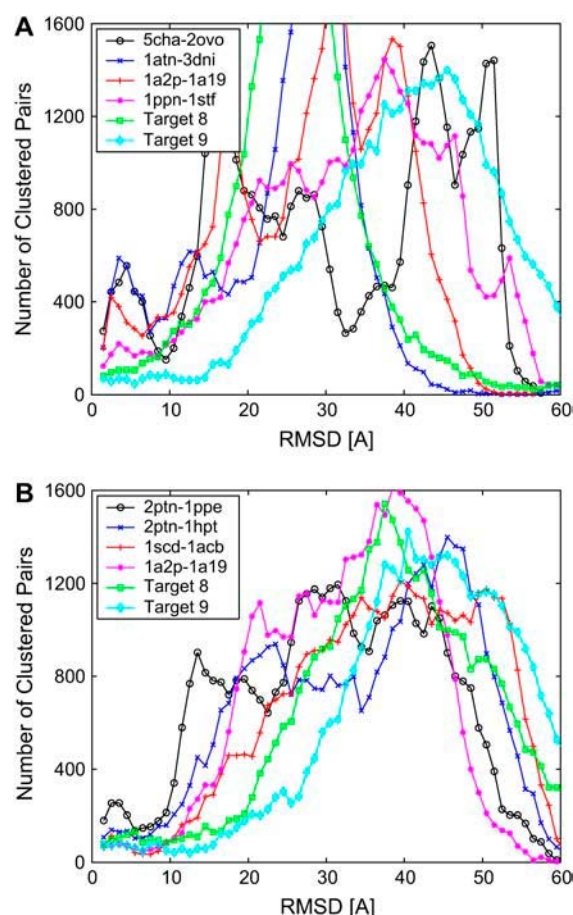 A
1600
1200
800
400
0
Number of Clustered Pairs
5cha-2ovo
1atn-3dni
1a2p-1a19
1ppn-1stf
Target 8
Target 9
0 10 20 30 40 50 60
RMSD [A]
B
1600
1200
800
400
0
Number of Clustered Pairs
2ptn-1ppe
2ptn-1hpt
1scd-1acb
1a2p-1a19
Target 8
Target 9
0 10 20 30 40 50 60
RMSD [A]